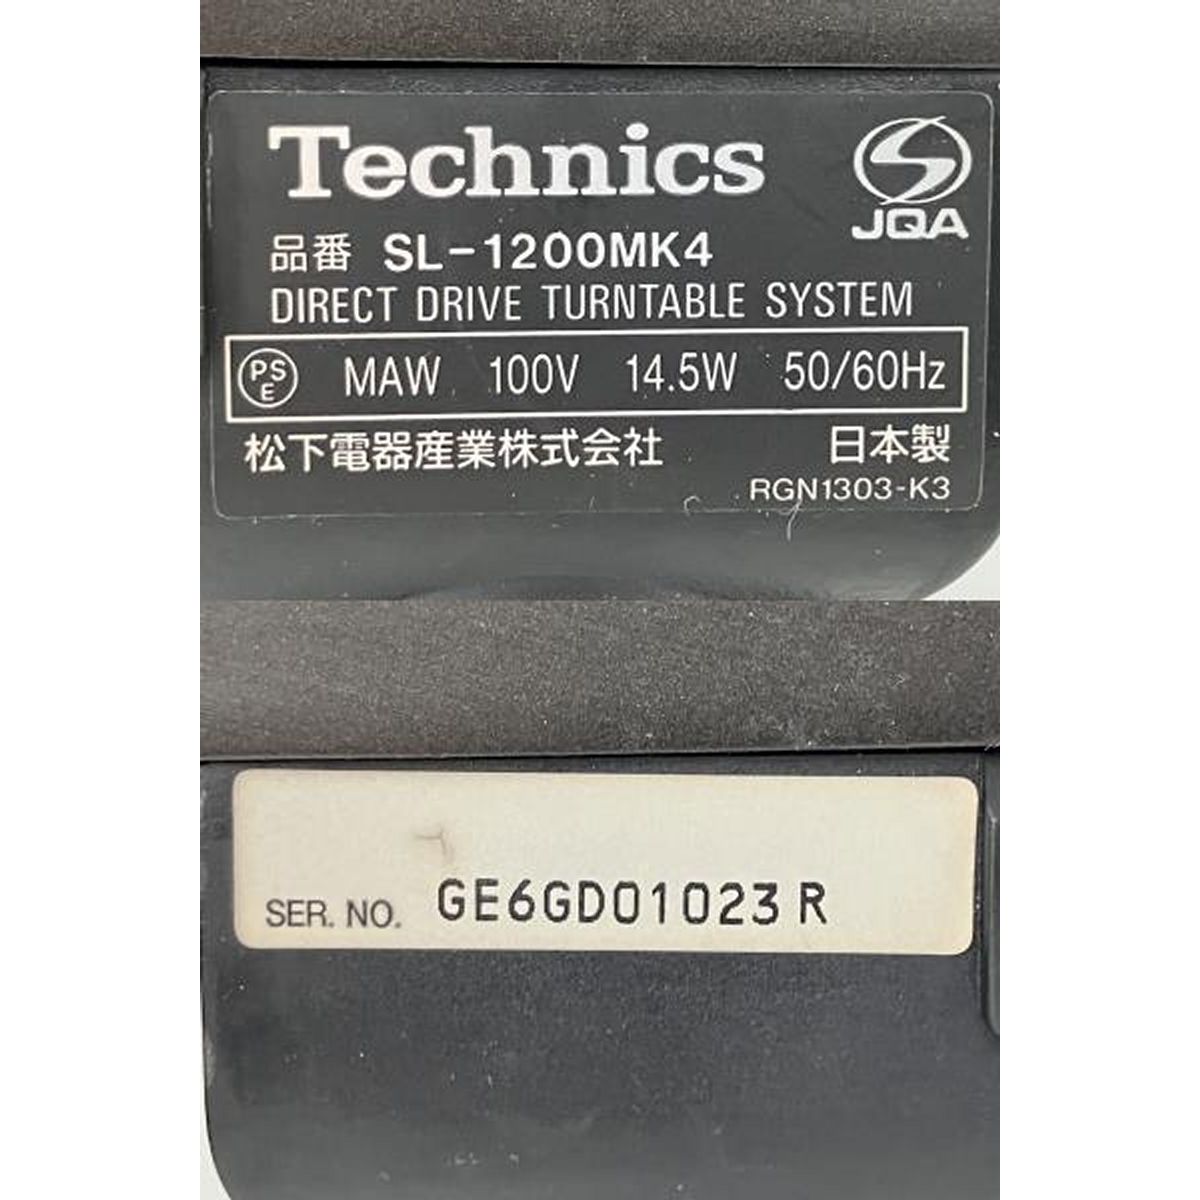 Technics
JQA
品番 SL-1200MK4
DIRECT DRIVE TURNTABLE SYSTEM
PS
E
MAW 100V 14.5W 50/60Hz
松下電器産業株式会社 日本製
RGN1303-K3
SER. NO. GE6GD01023R